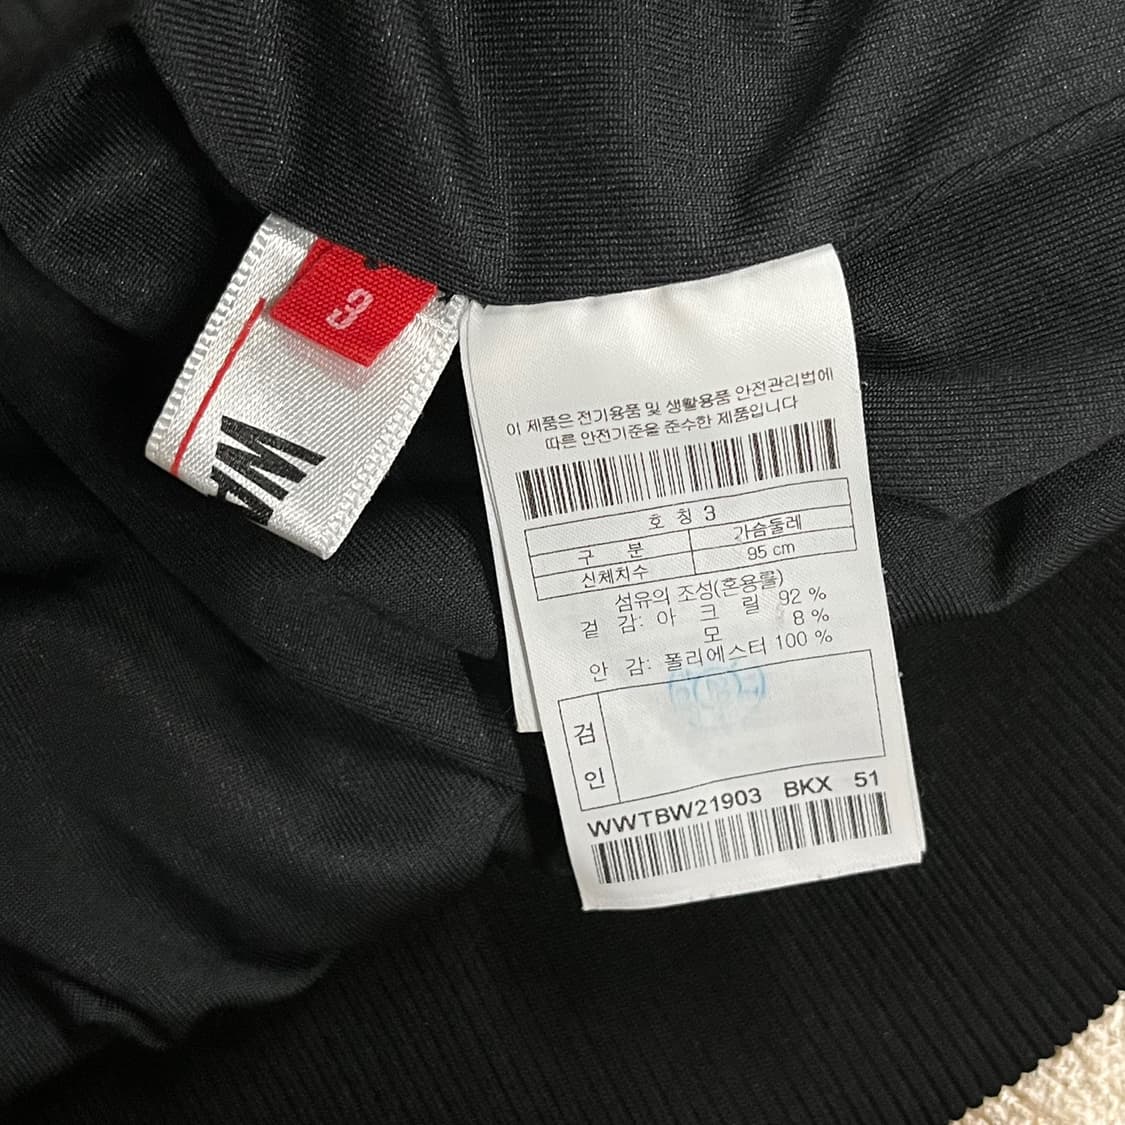 3
WA
이 제품은 전기용품 및 생활용품 안전관리법에
따른 안전기준을 준수한 제품입니다
호 칭 3
구 분 가슴둘레
신체치수 95 cm
섬유의 조성(혼용률)
겉 감: 아 크 릴 92 %
모 8 %
안 감: 폴리에스터 100 %
검
인
WWTBW21903 BKX 51